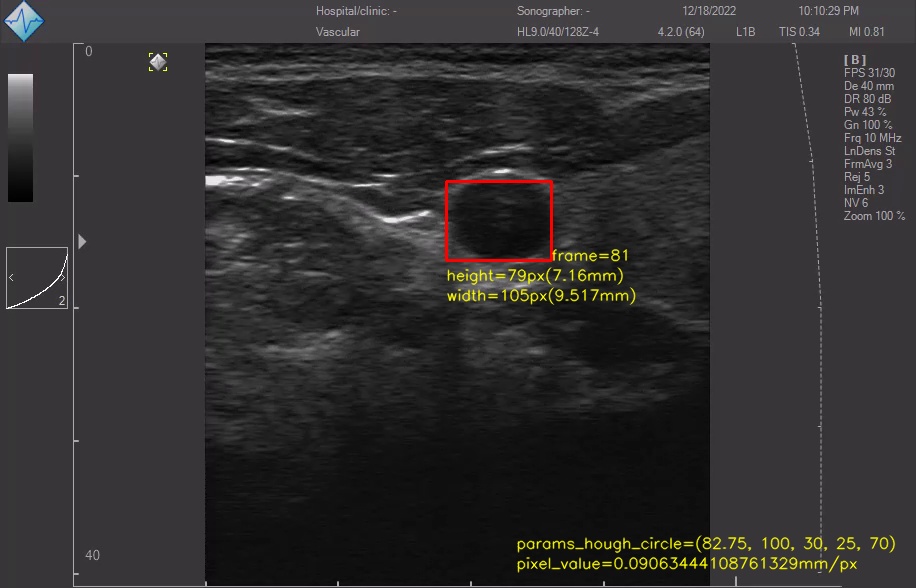 Hospital/clinic: - Sonographer: - 12/18/2022 10:10:29 PM
Vascular HL9.0/40/128Z-4 4.2.0 (64) L1B TIS 0.34 MI 0.81
0
[B]
FPS 31/30
De 40 mm
DR 80 dB
Pw 43 %
Gn 100 %
Frq 10 MHz
LnDens St
FrmAvg 3
Rej 5
ImEnh 3
NV 6
Zoom 100 %
frame=81
height=79px(7.16mm)
width=105px(9.517mm)
2
params_hough_circle=(82.75, 100, 30, 25, 70)
40
pixel_value=0.09063444108761329mm/px